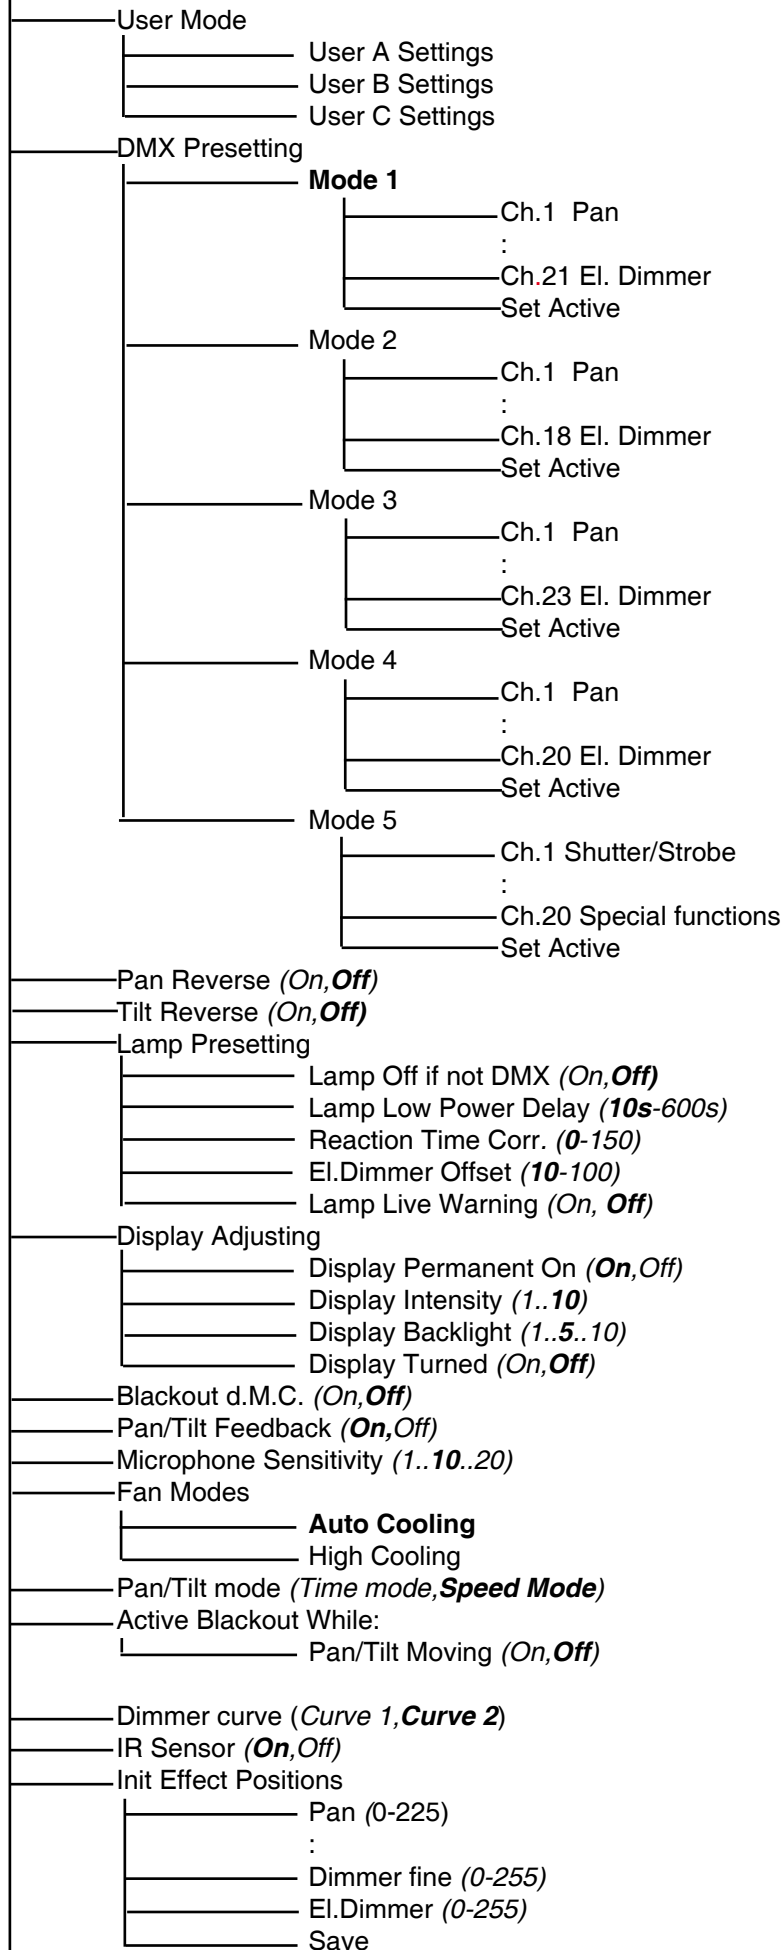 User Mode
User A Settings
User B Settings
User C Settings
DMX Presetting
Mode 1
Ch.1 Pan
:
Ch.21 El. Dimmer
Set Active
Mode 2
Ch.1 Pan
:
Ch.18 El. Dimmer
Set Active
Mode 3
Ch.1 Pan
:
Ch.23 El. Dimmer
Set Active
Mode 4
Ch.1 Pan
:
Ch.20 El. Dimmer
Set Active
Mode 5
Ch.1 Shutter/Strobe
:
Ch.20 Special functions
Set Active
Pan Reverse (On,Off)
Tilt Reverse (On,Off)
Lamp Presetting
Lamp Off if not DMX (On,Off)
Lamp Low Power Delay (10s-600s)
Reaction Time Corr. (0-150)
El.Dimmer Offset (10-100)
Lamp Live Warning (On, Off)
Display Adjusting
Display Permanent On (On,Off)
Display Intensity (1..10)
Display Backlight (1..5..10)
Display Turned (On,Off)
Blackout d.M.C. (On,Off)
Pan/Tilt Feedback (On,Off)
Microphone Sensitivity (1..10..20)
Fan Modes
Auto Cooling
High Cooling
Pan/Tilt mode (Time mode,Speed Mode)
Active Blackout While:
Pan/Tilt Moving (On,Off)
Dimmer curve (Curve 1,Curve 2)
IR Sensor (On,Off)
Init Effect Positions
Pan (0-225)
:
Dimmer fine (0-255)
El.Dimmer (0-255)
Save